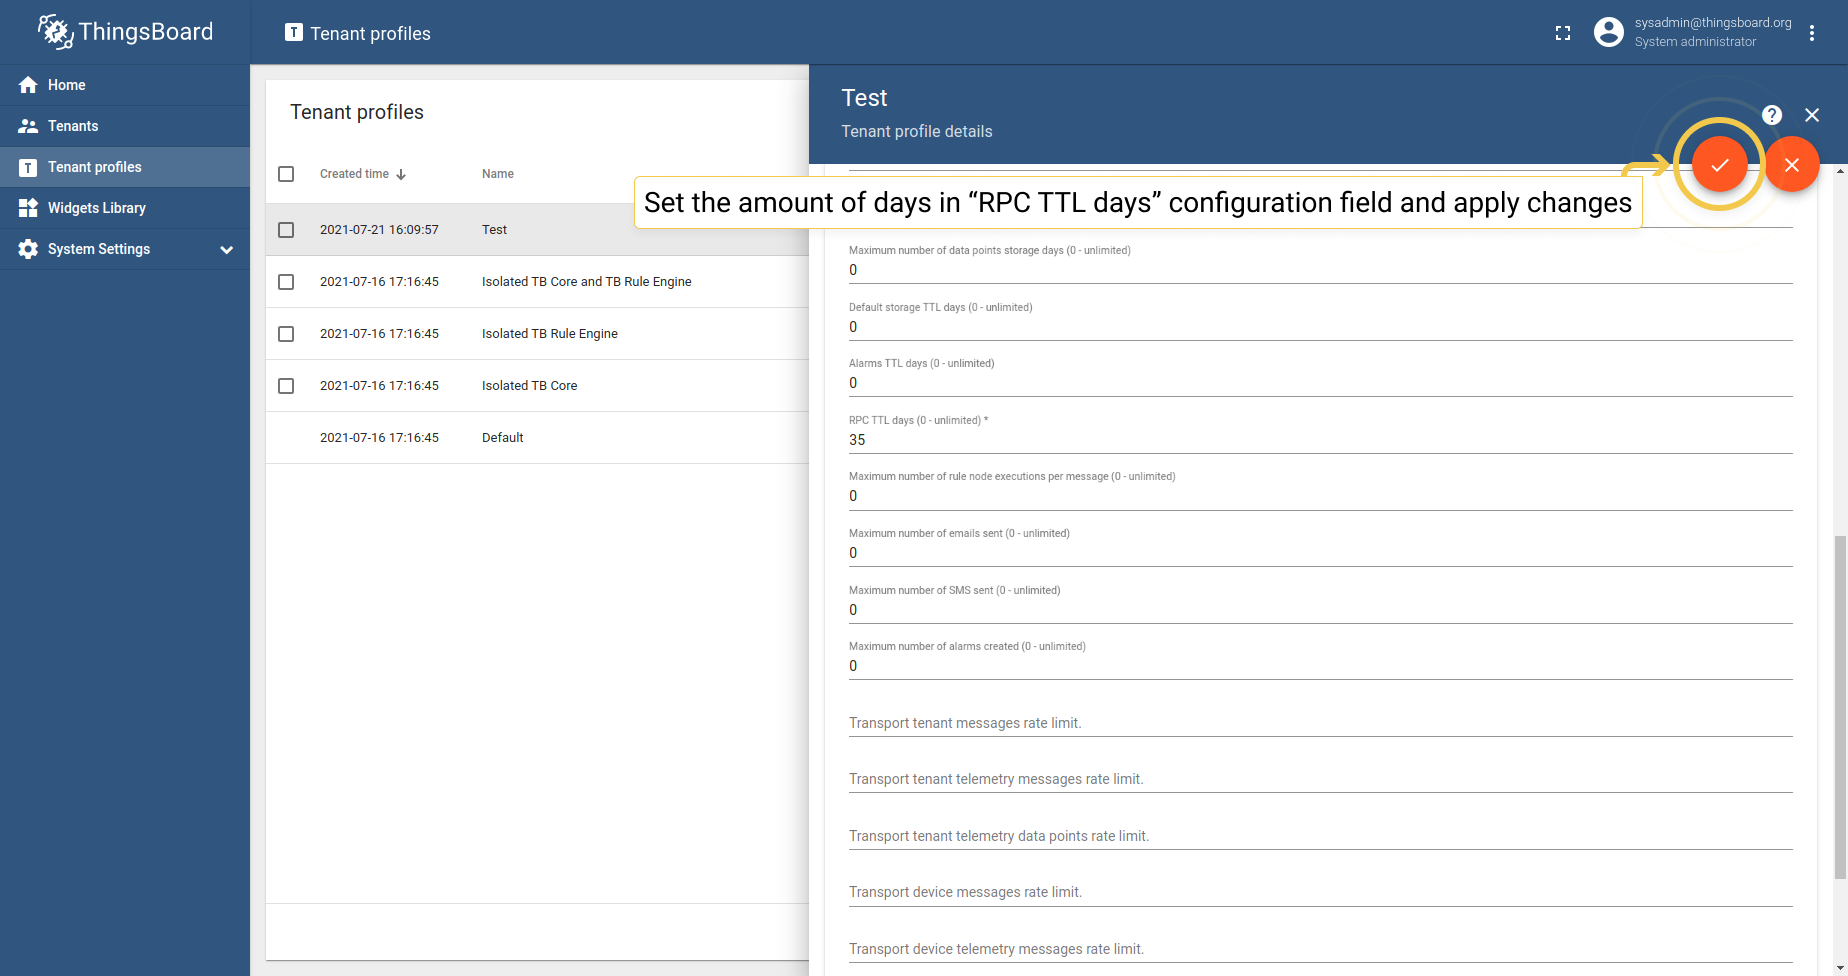 ThingsBoard
Tenant profiles
sysadmin@thingsboard.org
System administrator
Home
Tenants
Tenant profiles
Widgets Library
System Settings
Tenant profiles
Created time
Name
2021-07-21 16:09:57
Test
2021-07-16 17:16:45
Isolated TB Core and TB Rule Engine
2021-07-16 17:16:45
Isolated TB Rule Engine
2021-07-16 17:16:45
Isolated TB Core
2021-07-16 17:16:45
Default
Test
Tenant profile details
Set the amount of days in “RPC TTL days” configuration field and apply changes
Maximum number of data points storage days (0 - unlimited)
0
Default storage TTL days (0 - unlimited)
0
Alarms TTL days (0 - unlimited)
0
RPC TTL days (0 - unlimited) *
35
Maximum number of rule node executions per message (0 - unlimited)
0
Maximum number of emails sent (0 - unlimited)
0
Maximum number of SMS sent (0 - unlimited)
0
Maximum number of alarms created (0 - unlimited)
0
Transport tenant messages rate limit.
Transport tenant telemetry messages rate limit.
Transport tenant telemetry data points rate limit.
Transport device messages rate limit.
Transport device telemetry messages rate limit.